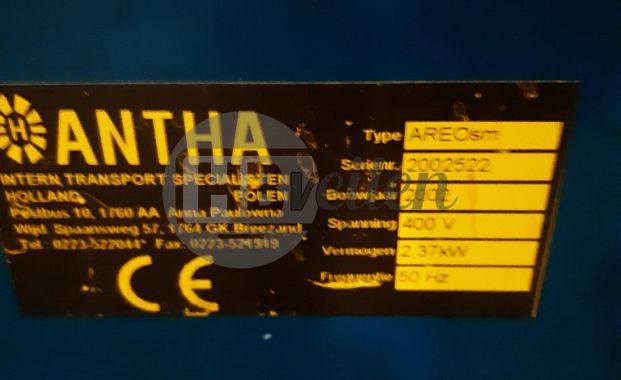 H ANTHA
INTERN TRANSPORT SPECIALISTEN
HOLLAND POLEN
Postbus 10, 1760 AA Anna Paulowna
Wijd. Spaansweg 57, 1764 GK Breezand
Tel.: 0223-522044* Fax.: 0223-521919
CE
Type AREOsm
Serienr. 2002522
Bouwjaar
Spanning 400 V
Vermogen 2.37kW
Frequentie 50 Hz